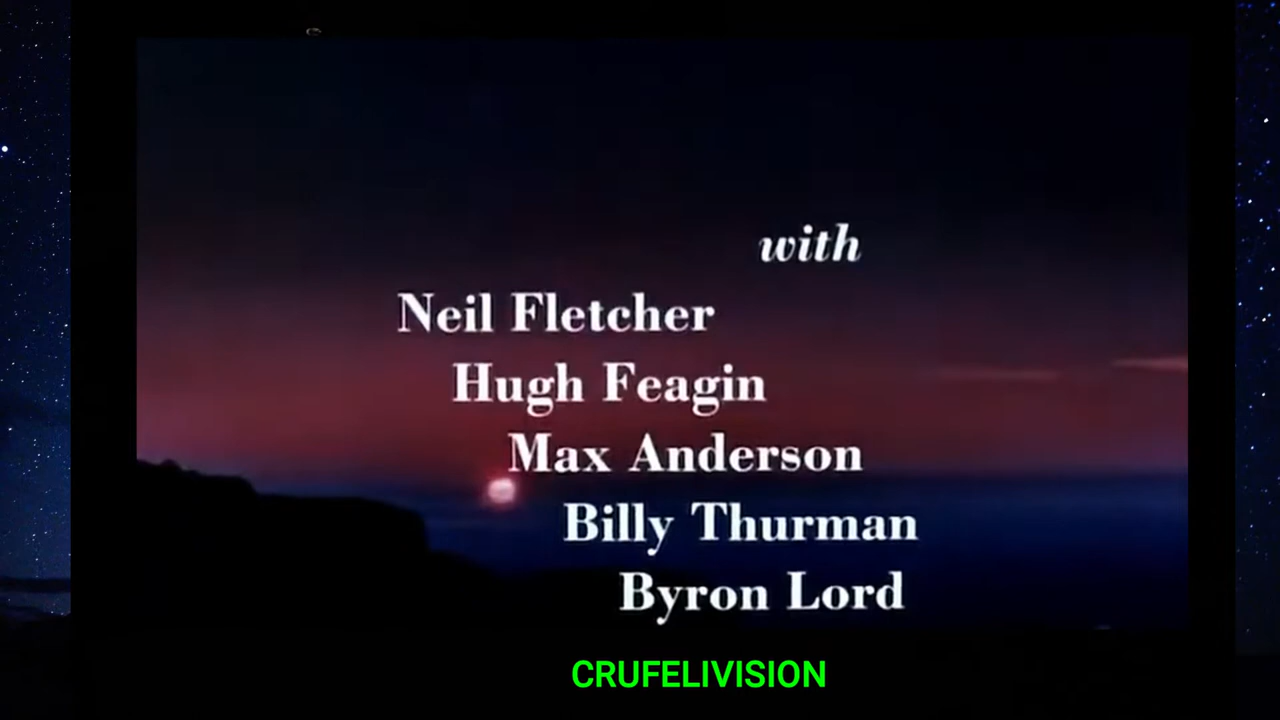 with
Neil Fletcher
Hugh Feagin
Max Anderson
Billy Thurman
Byron Lord
CRUFELIVISION